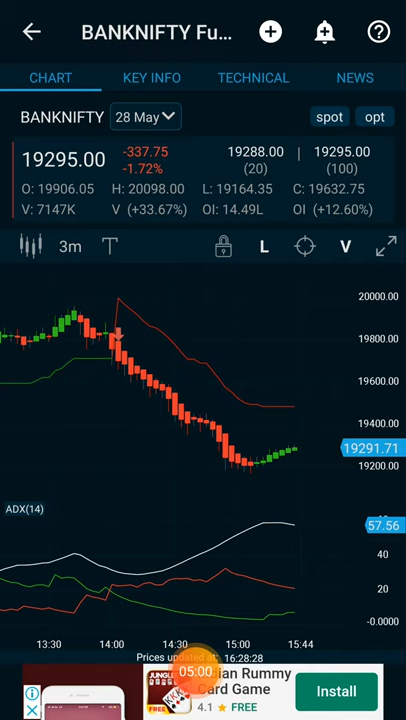 BANKNIFTY Fu...
CHART KEY INFO TECHNICAL NEWS
BANKNIFTY 28 May spot opt
19295.00 -337.75 -1.72% 19288.00 (20) | 19295.00 (100)
O: 19906.05 H: 20098.00 L: 19164.35 C: 19632.75
V: 7147K V (+33.67%) OI: 14.49L OI (+12.60%)
3m T L V
20000.00
19800.00
19600.00
19400.00
19291.71
19200.00
ADX(14)
57.56
40
20
-0.0000
13:30 14:00 14:30 15:00 15:44
Prices updated at: 16:28:28
05:00
Rummy
Card Game
4.1 ★ FREE
Install
JUNGLE